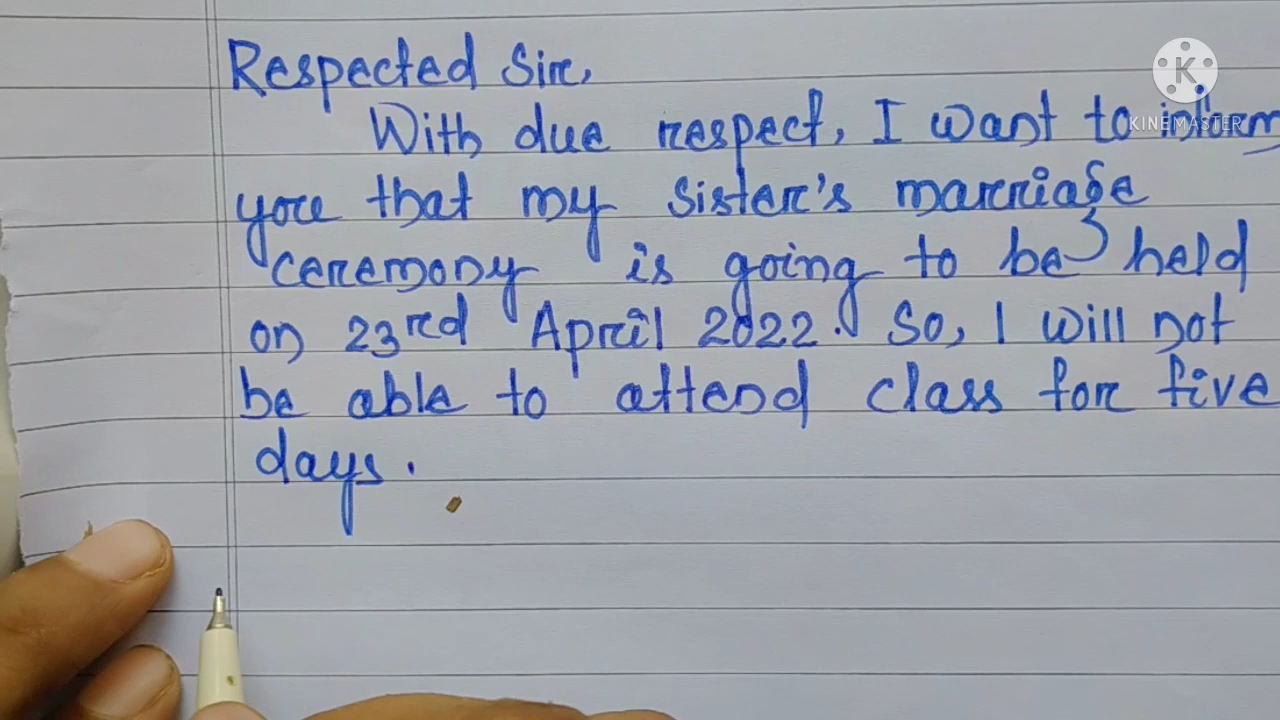 Respected Sir,
With due respect, I want to inform
you that my sister's marriage
ceremony is going to be held
on 23rd April 2022. So, I will not
be able to attend class for five
days.
K
KINEMASTER